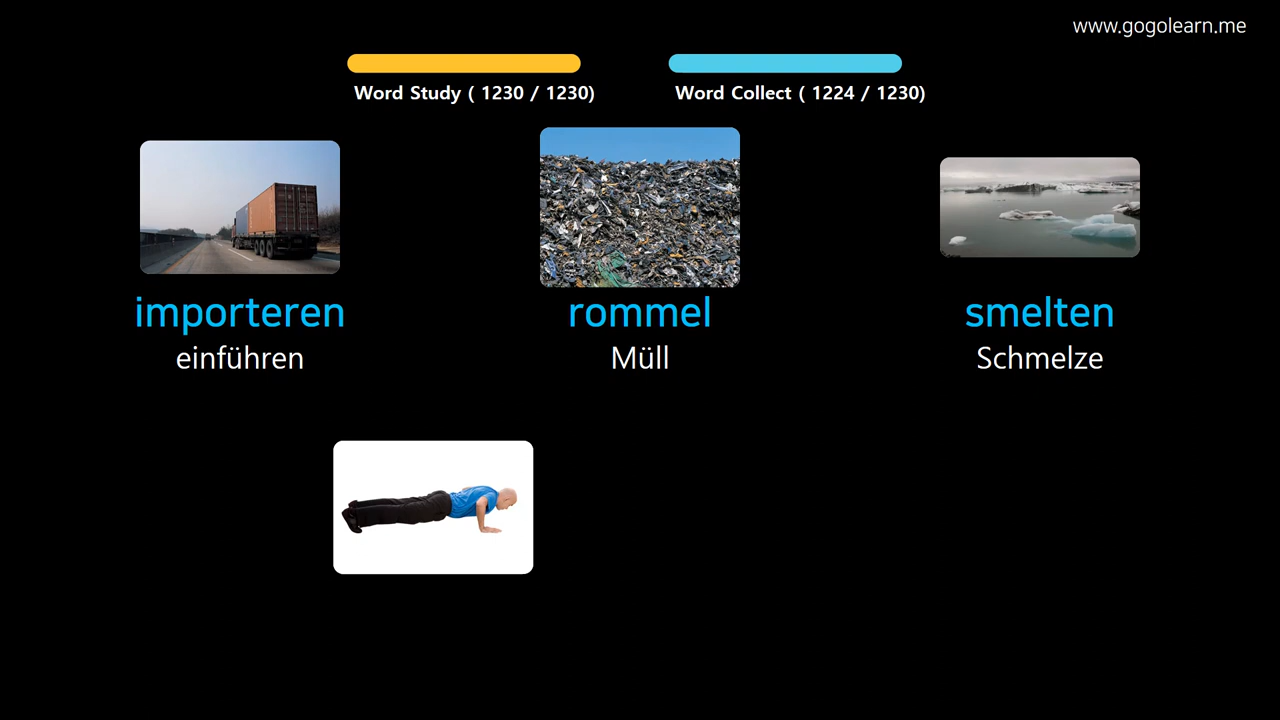 www.gogolearn.me
Word Study ( 1230 / 1230)
Word Collect ( 1224 / 1230)
importeren
einführen
rommel
Müll
smelten
Schmelze